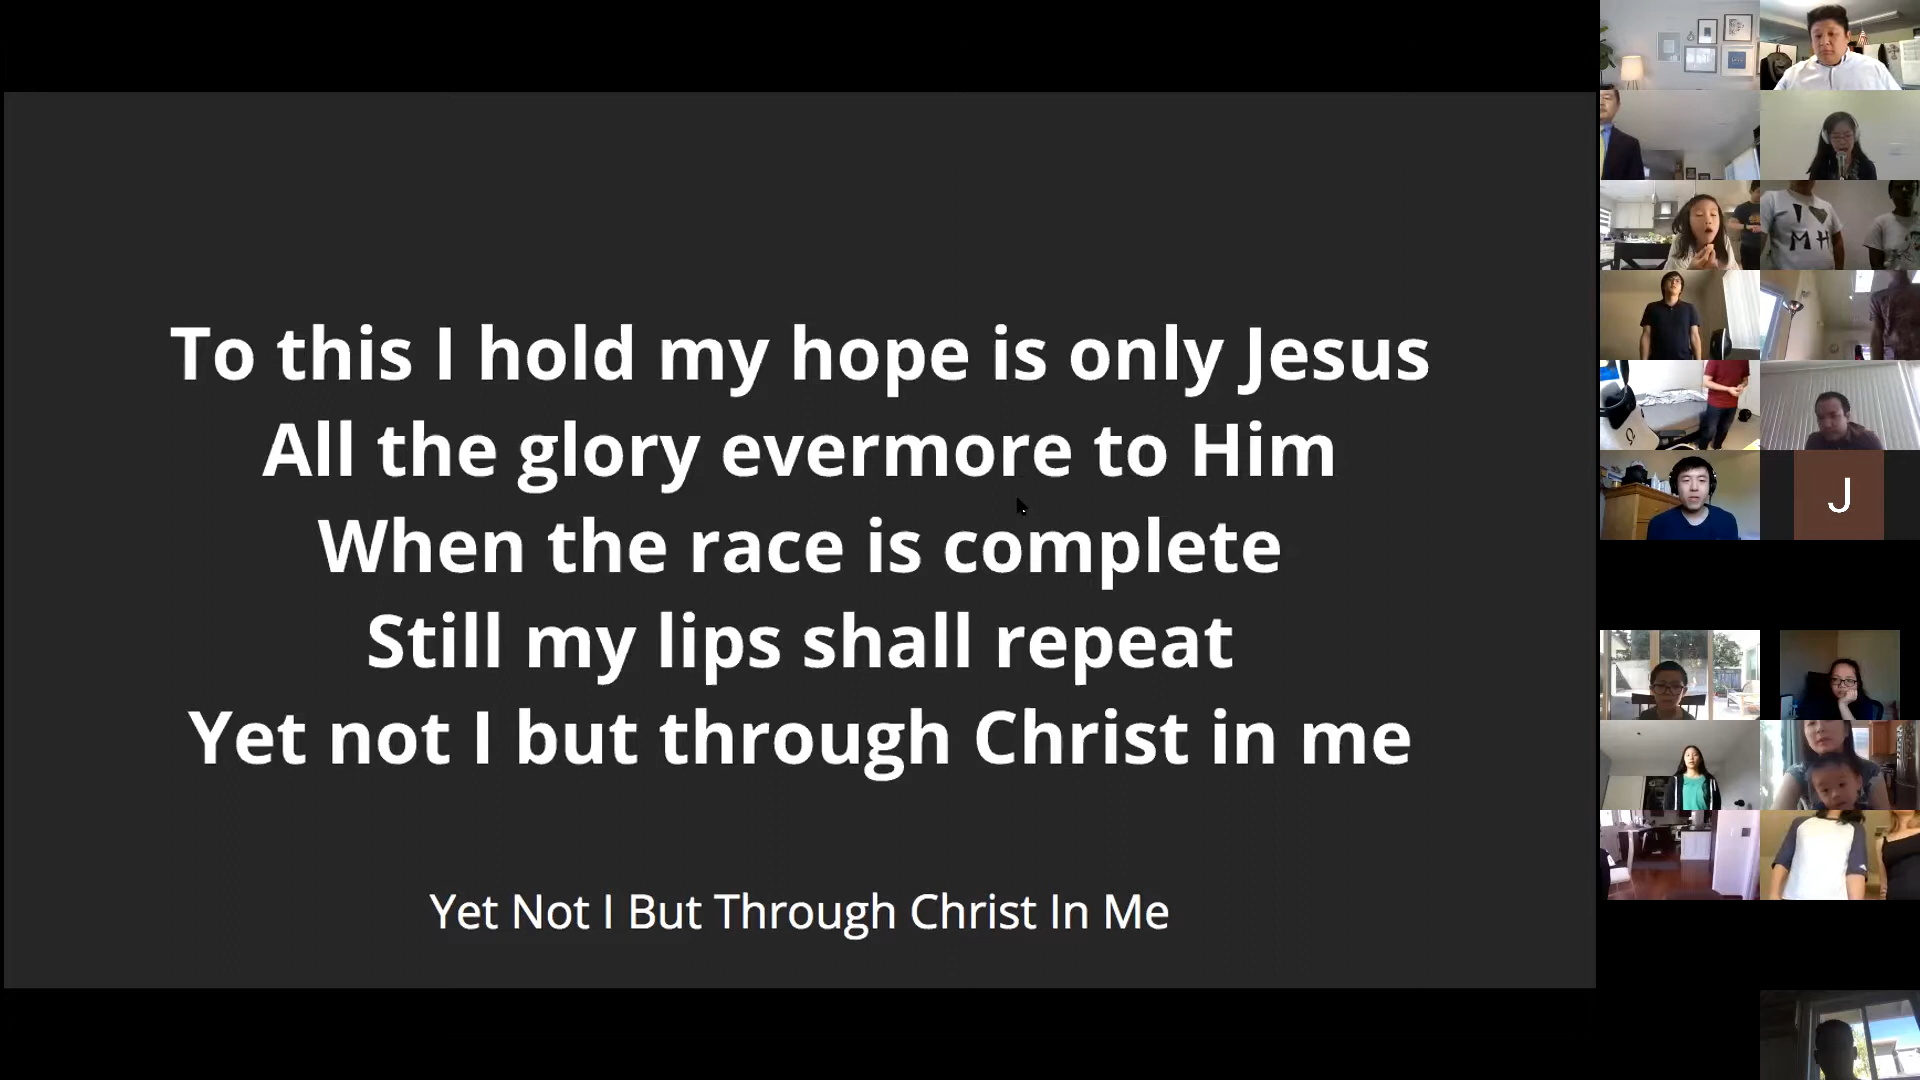 To this I hold my hope is only Jesus
All the glory evermore to Him
When the race is complete
Still my lips shall repeat
Yet not I but through Christ in me
Yet Not I But Through Christ In Me
I
MH
J